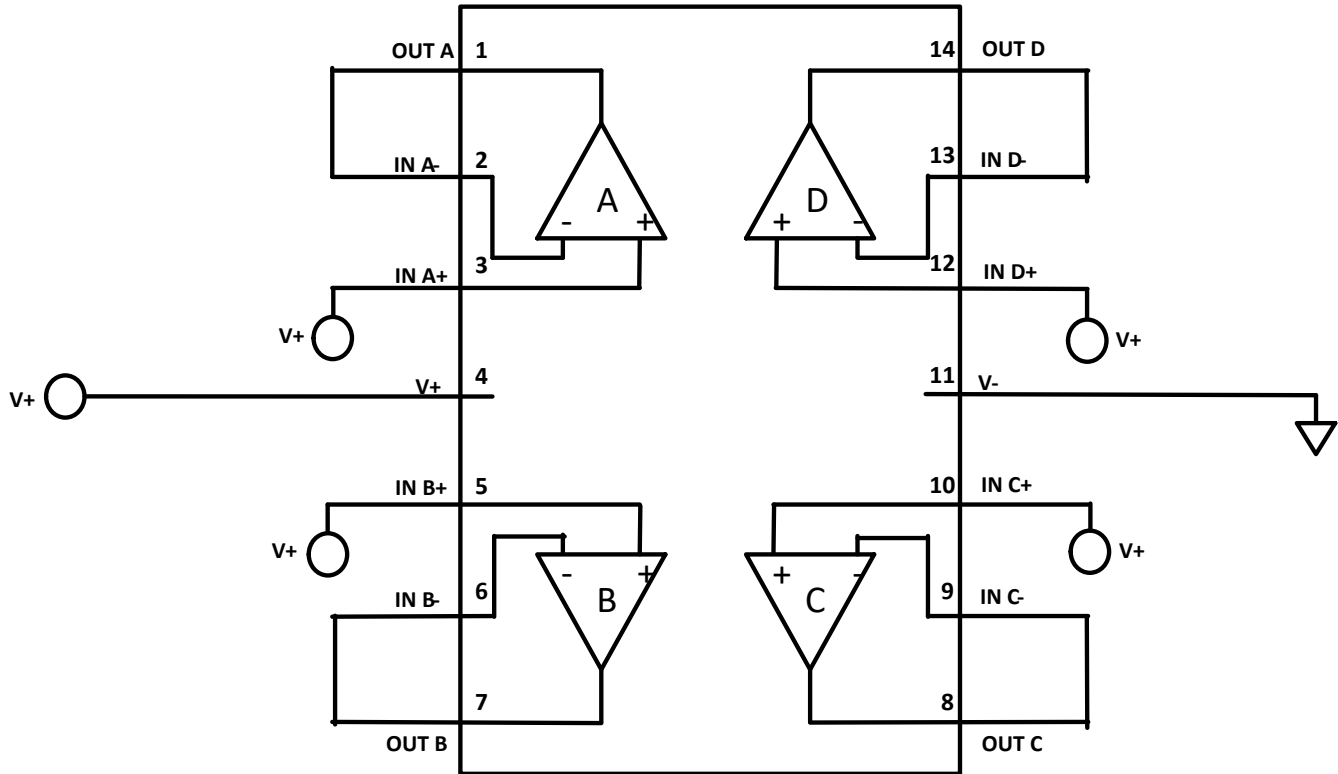 OUT A 1 14 OUT D
IN A- 2 13 IN D-
A D
- + + -
IN A+ 3 12 IN D+
V+ V+
V+ V+ 4 11 V-
IN B+ 5 10 IN C+
V+ V+
- + + -
B C
IN B- 6 9 IN C-
7 8
OUT B OUT C